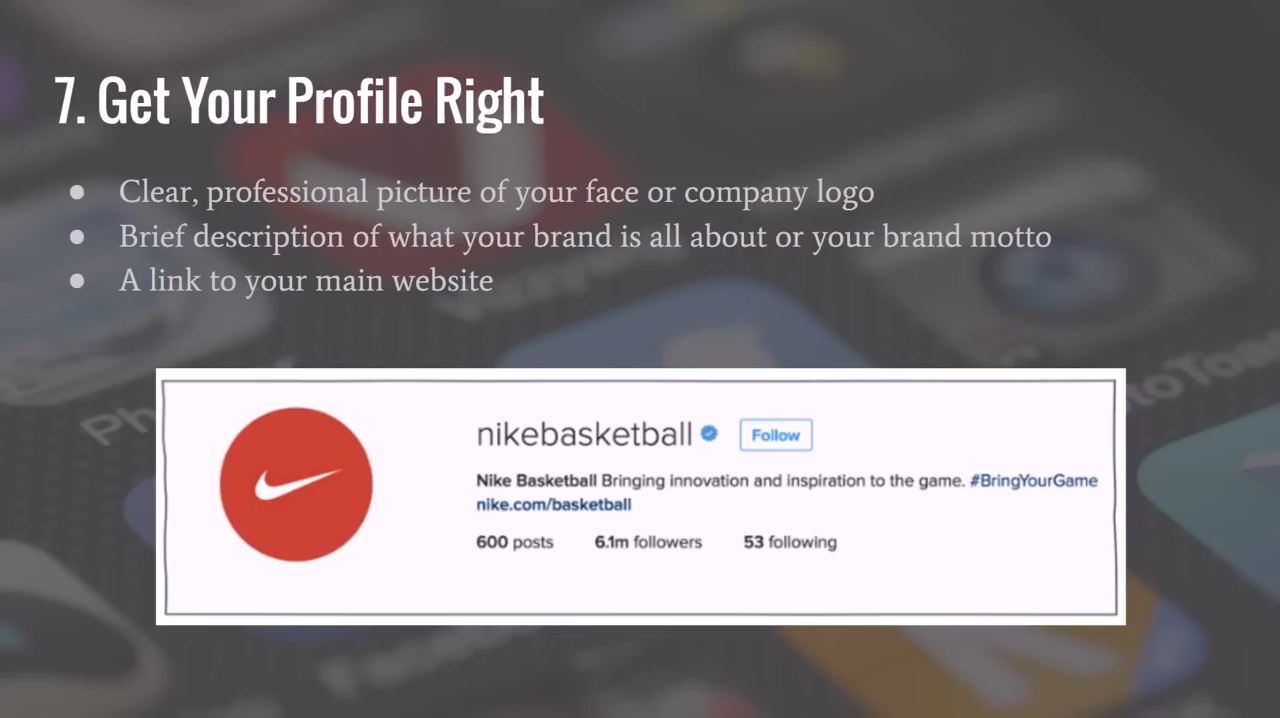 7. Get Your Profile Right
● Clear, professional picture of your face or company logo
● Brief description of what your brand is all about or your brand motto
● A link to your main website
nikebasketball Follow
Nike Basketball Bringing innovation and inspiration to the game. #BringYourGame
nike.com/basketball
600 posts 6.1m followers 53 following